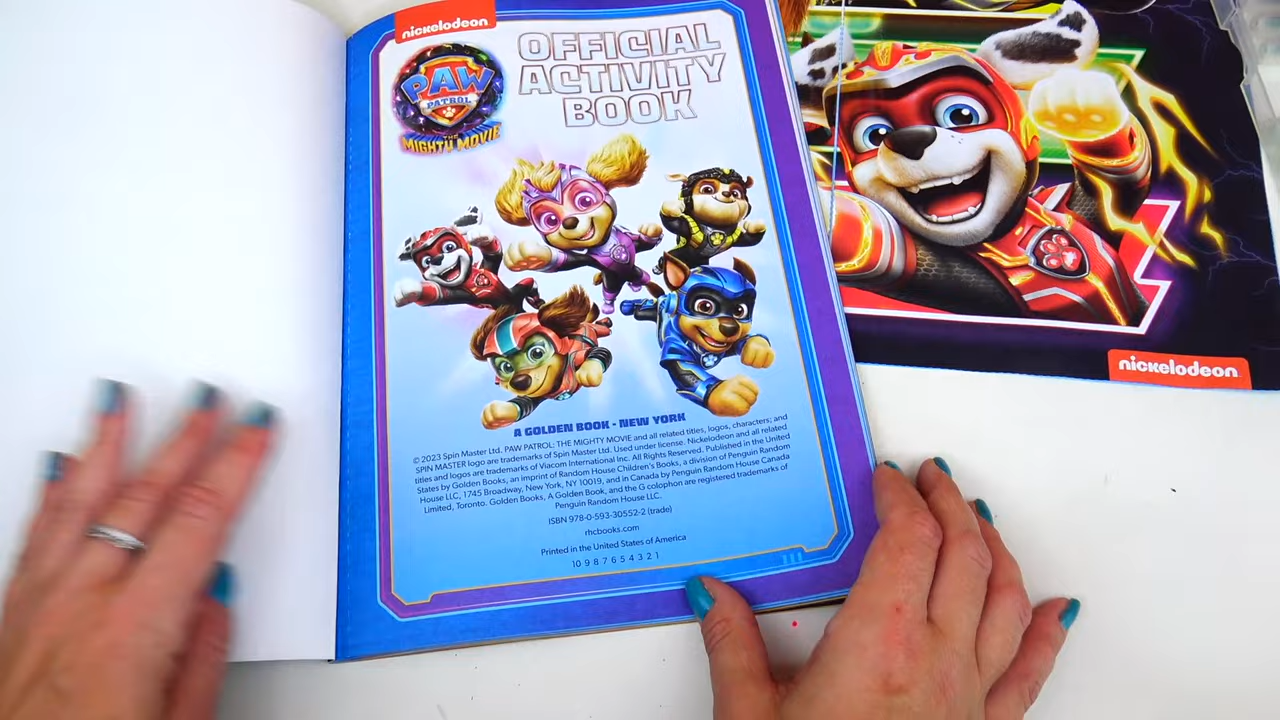 nickelodeon
PAW
PATROL
THE
MIGHTY MOVIE
OFFICIAL
ACTIVITY
BOOK
A GOLDEN BOOK • NEW YORK
© 2023 Spin Master Ltd. PAW PATROL: THE MIGHTY MOVIE and all related titles, logos, characters; and
SPIN MASTER logo are trademarks of Spin Master Ltd. Used under license. Nickelodeon and all related
titles and logos are trademarks of Viacom International Inc. All Rights Reserved. Published in the United
States by Golden Books, an imprint of Random House Children's Books, a division of Penguin Random
House LLC, 1745 Broadway, New York, NY 10019, and in Canada by Penguin Random House Canada
Limited, Toronto. Golden Books, A Golden Book, and the G colophon are registered trademarks of
Penguin Random House LLC.
ISBN 978-0-593-30552-2 (trade)
rhcbooks.com
Printed in the United States of America
10 9 8 7 6 5 4 3 2 1
nickelodeon